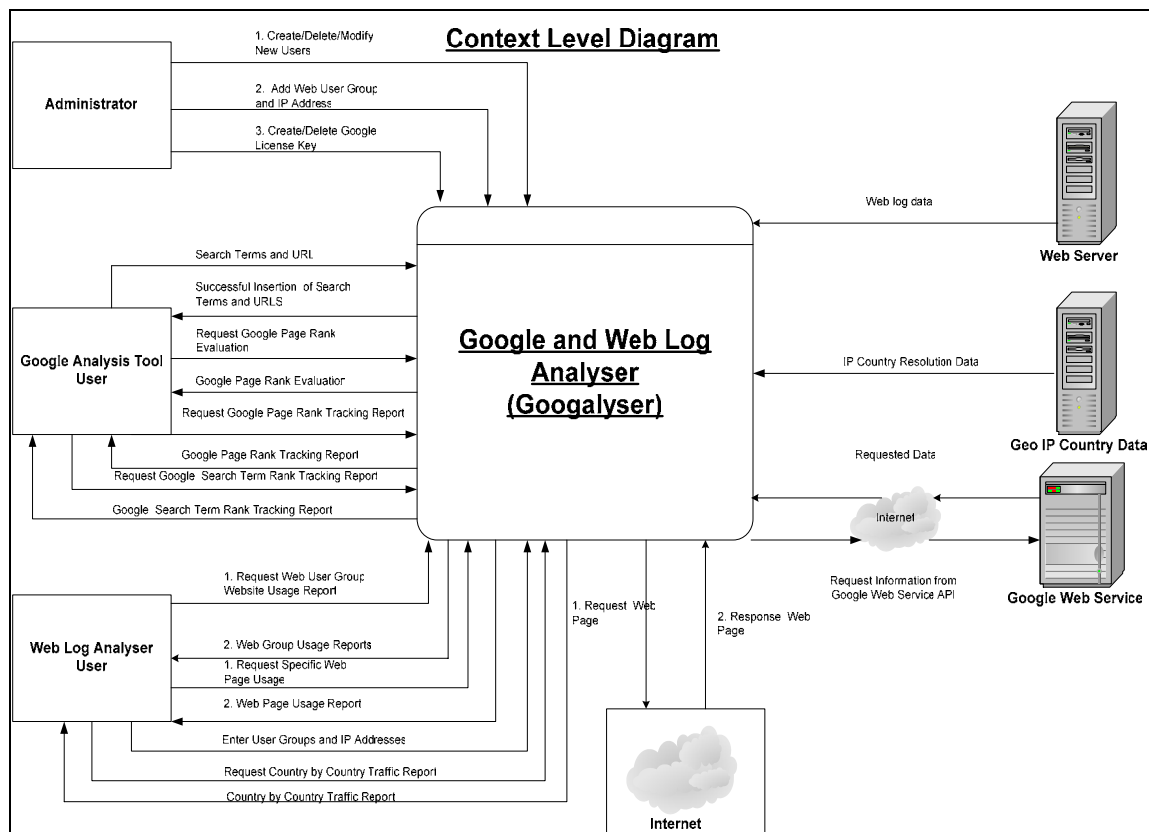 Context Level Diagram
1. Create/Delete/Modify
New Users
Administrator
2. Add Web User Group
and IP Address
3. Create/Delete Google
License Key
Web log data
Web Server
Search Terms and URL
Successful Insertion of Search
Terms and URLS
Google Analysis Tool
User
Request Google Page Rank
Evaluation
Google Page Rank Evaluation
Request Google Page Rank Tracking Report
Google Page Rank Tracking Report
Request Google Search Term Rank Tracking Report
Google Search Term Rank Tracking Report
Google and Web Log
Analyser
(Googalyser)
IP Country Resolution Data
Geo IP Country Data
Requested Data
Internet
Request Information from
Google Web Service API
Google Web Service
1. Request Web User Group
Website Usage Report
Web Log Analyser
User
2. Web Group Usage Reports
1. Request Specific Web
Page Usage
2. Web Page Usage Report
Enter User Groups and IP Addresses
Request Country by Country Traffic Report
Country by Country Traffic Report
1. Request Web
Page
2. Response Web
Page
Internet